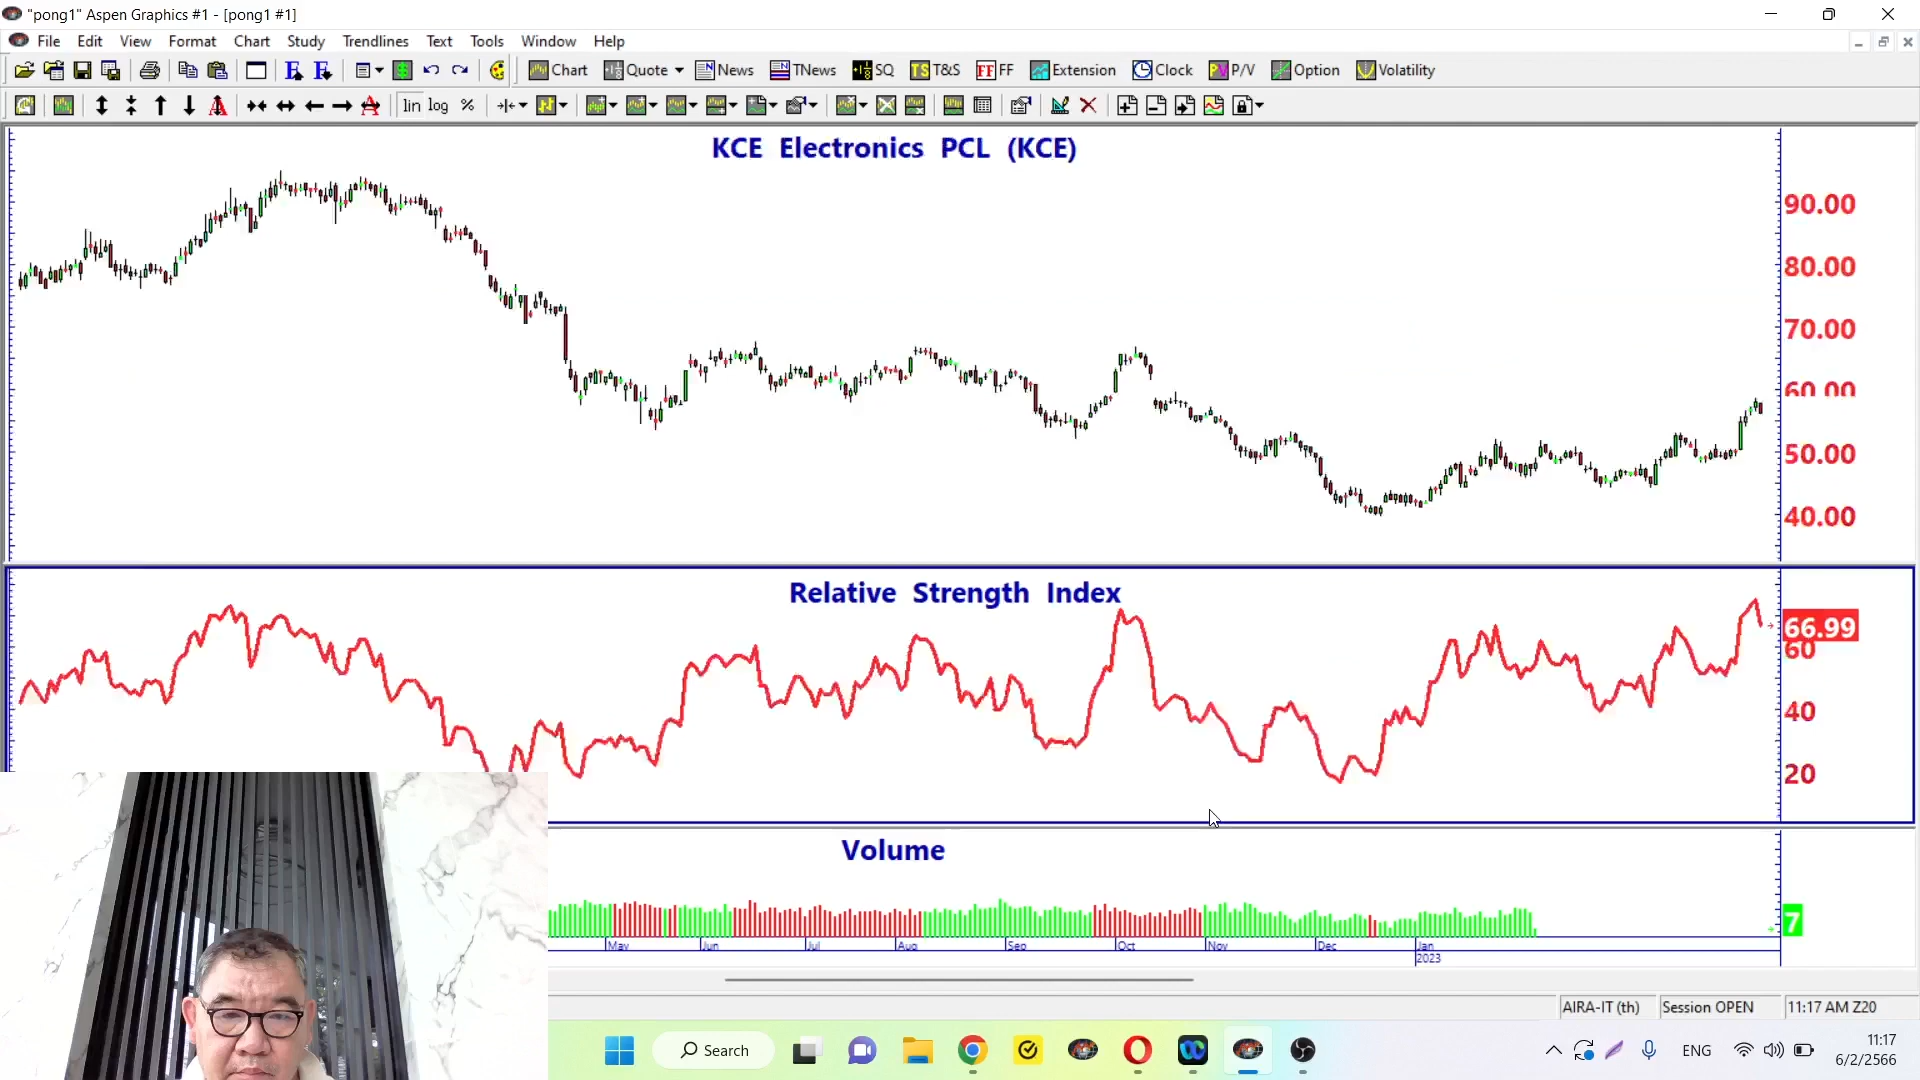 "pong1" Aspen Graphics #1 - [pong1 #1]
File Edit View Format Chart Study Trendlines Text Tools Window Help
Chart Quote News TNews SQ T&S FF Extension Clock P/V Option Volatility
lin log %
KCE Electronics PCL (KCE)
90.00
80.00
70.00
60.00
50.00
40.00
Relative Strength Index
66.99
60
40
20
Volume
7
May Jun Jul Aug Sep Oct Nov Dec Jan
2023
AIRA-IT (th) Session OPEN 11:17 AM Z20
Search
ENG
11:17
6/2/2566